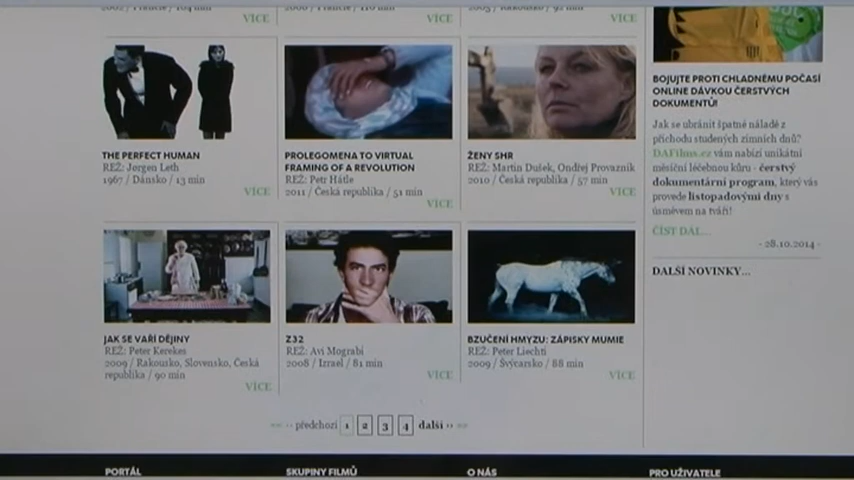 VÍCE
VÍCE
VÍCE
THE PERFECT HUMAN
REŽ: Jørgen Leth
1967 / Dánsko / 13 min
VÍCE
PROLEGOMENA TO VIRTUAL
FRAMING OF A REVOLUTION
REŽ: Petr Hátle
2011 / Česká republika / 51 min
VÍCE
ŽENY SHR
REŽ: Martin Dušek, Ondřej Provazník
2010 / Česká republika / 57 min
VÍCE
JAK SE VAŘÍ DĚJINY
REŽ: Peter Kerekes
2009 / Rakousko, Slovensko, Česká
republika / 90 min
VÍCE
Z32
REŽ: Avi Mograbi
2008 / Izrael / 81 min
VÍCE
BZUČENÍ HMYZU: ZÁPISKY MUMIE
REŽ: Peter Liechti
2009 / Švýcarsko / 88 min
VÍCE
BOJUJTE PROTI CHLADNÉMU POČASÍ
ONLINE DÁVKOU ČERSTVÝCH
DOKUMENTŮ!
Jak se ubránit špatné náladě z
příchodu studených zimních dnů?
DAFilms.cz vám nabízí unikátní
měsíční léčebnou kůru - čerstvý
dokumentární program, který vás
provede listopadovými dny s
úsměvem na tváři!
ČÍST DÁL...
- 28.10.2014 -
DALŠÍ NOVINKY...
«« ‹‹ předchozí 1 2 3 4 další ›› »»
PORTÁL SKUPINY FILMŮ O NÁS PRO UŽIVATELE